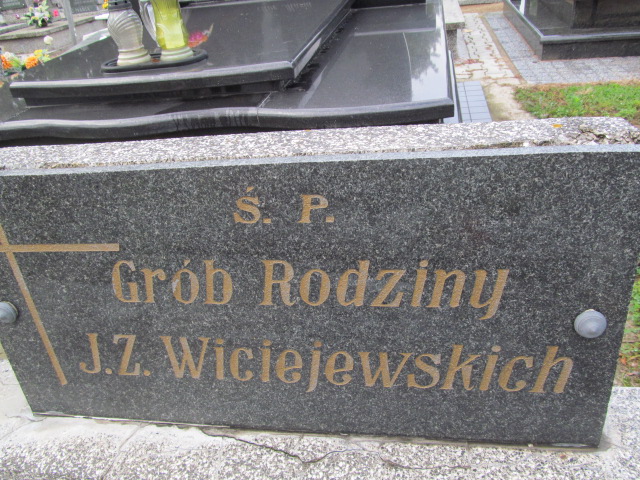 Ś. P.
Grób Rodziny
J.Z. Wiciejewskich